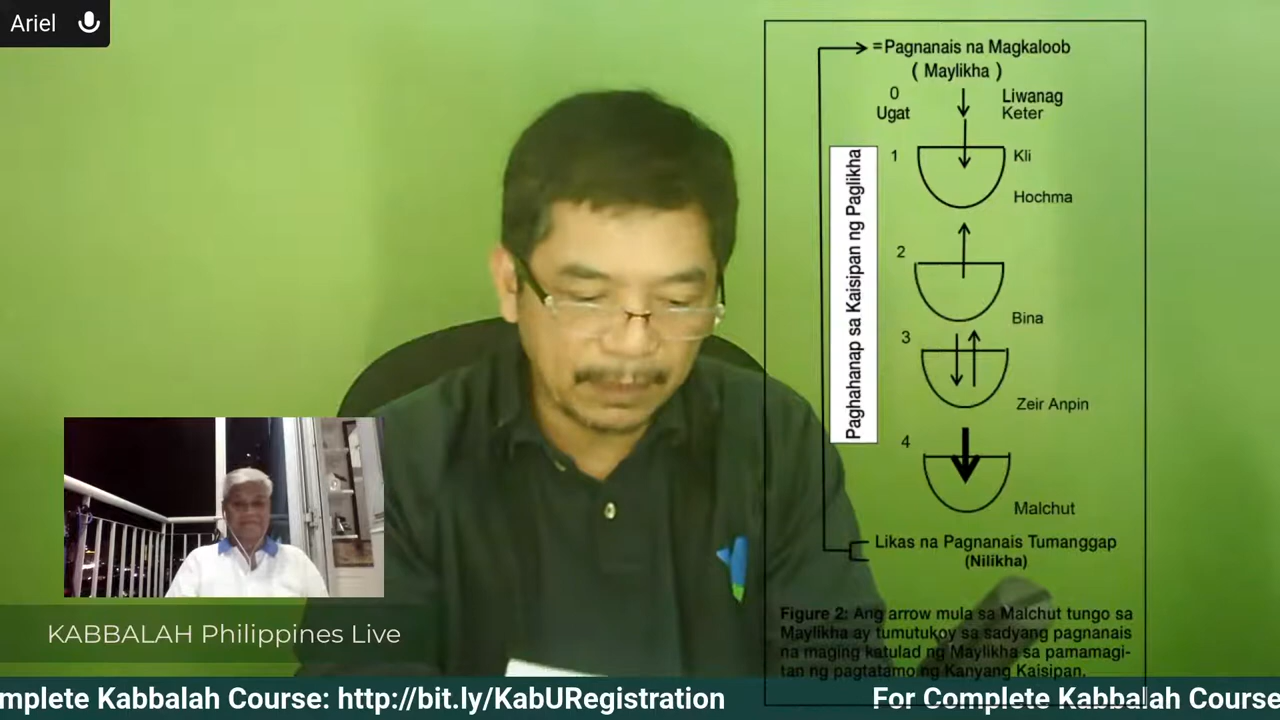 Ariel
=Pagnanais na Magkaloob
( Maylikha )
0
Ugat
Liwanag
Keter
1
Kli
Hochma
2
Bina
3
Zeir Anpin
4
Malchut
Paghahanap sa Kaisipan ng Paglikha
Likas na Pagnanais Tumanggap
(Nilikha)
Figure 2: Ang arrow mula sa Malchut tungo sa
Maylikha ay tumutukoy sa sadyang pagnanais
na maging katulad ng Maylikha sa pamamagi-
tan ng pagtatamo ng Kanyang Kaisipan.
KABBALAH Philippines Live
mplete Kabbalah Course: http://bit.ly/KabURegistration
For Complete Kabbalah Course